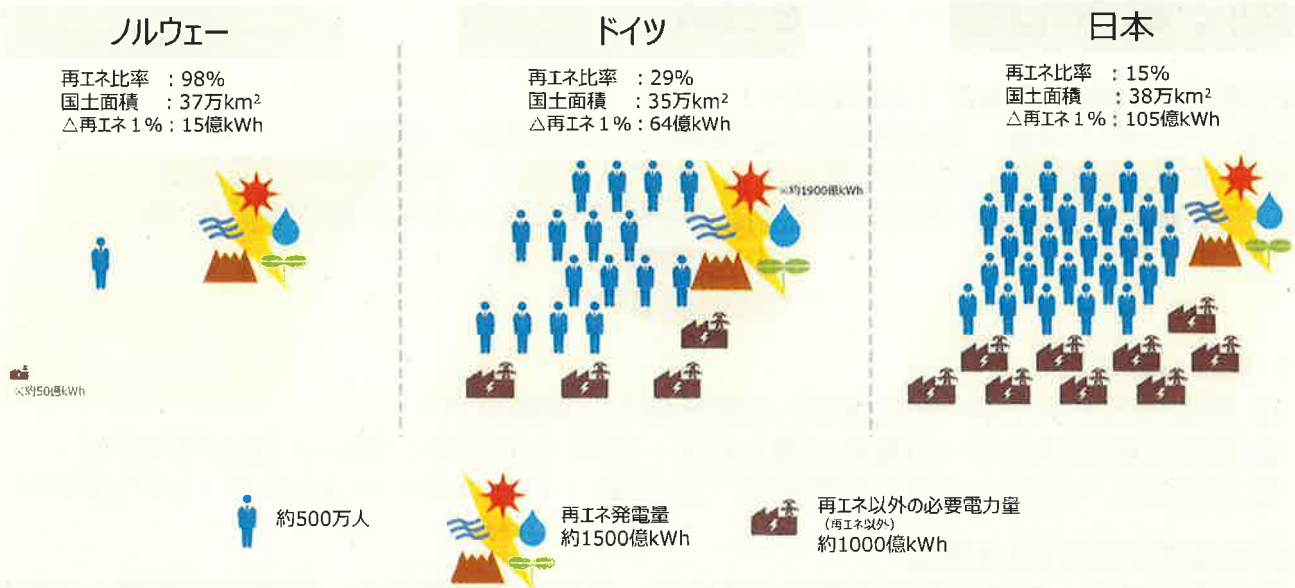 ノルウェー
再エネ比率 : 98%
国土面積 : 37万km²
△再エネ1% : 15億kWh
※約50億kWh
ドイツ
再エネ比率 : 29%
国土面積 : 35万km²
△再エネ1% : 64億kWh
※約1900億kWh
日本
再エネ比率 : 15%
国土面積 : 38万km²
△再エネ1% : 105億kWh
約500万人
再エネ発電量
約1500億kWh
再エネ以外の必要電力量
(再エネ以外)
約1000億kWh